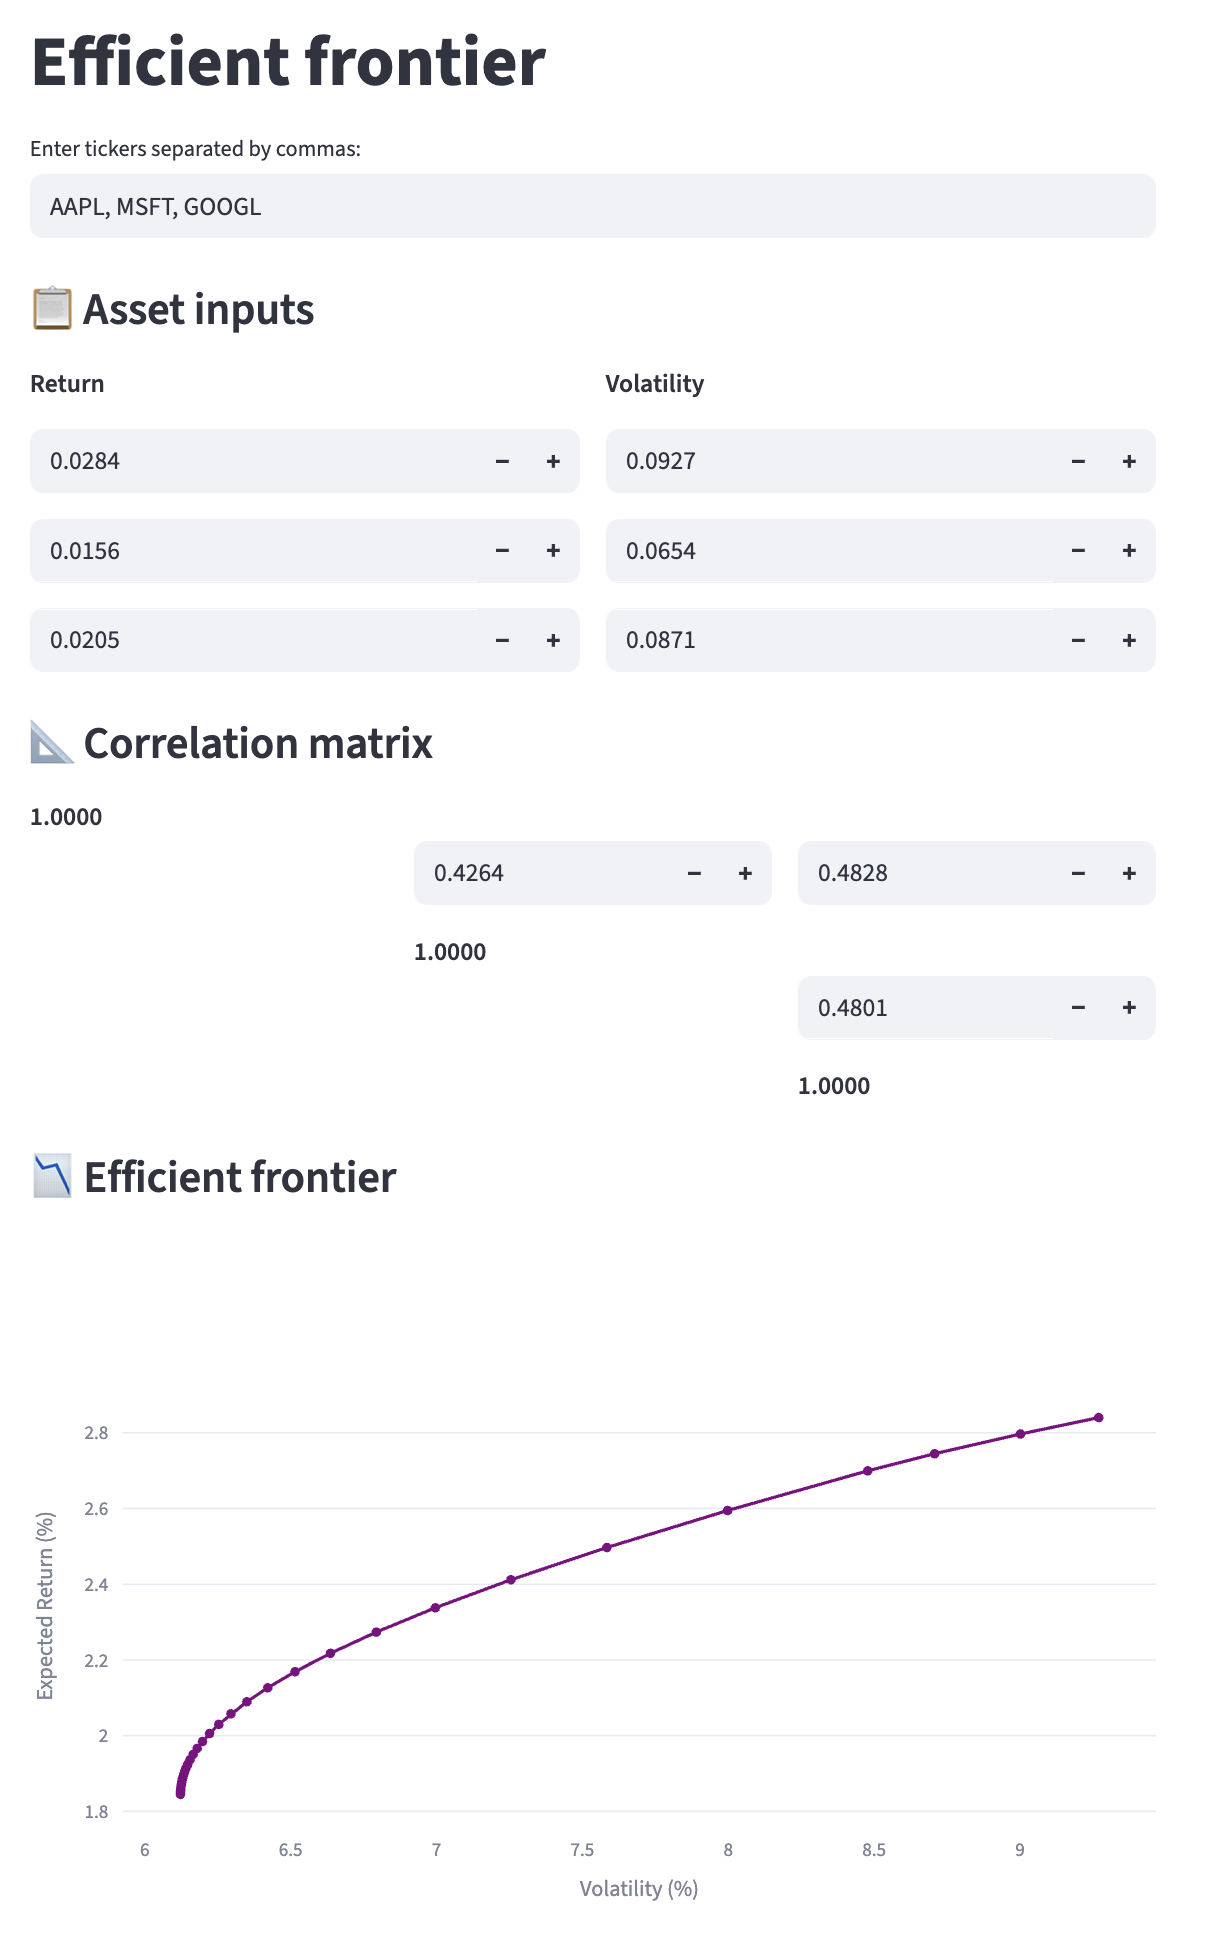 Efficient frontier
Enter tickers separated by commas:
AAPL, MSFT, GOOGL
Asset inputs
Return Volatility
0.0284 − + 0.0927 − +
0.0156 − + 0.0654 − +
0.0205 − + 0.0871 − +
Correlation matrix
1.0000
0.4264 − + 0.4828 − +
1.0000
0.4801 − +
1.0000
Efficient frontier
2.8
2.6
2.4
2.2
2
1.8
Expected Return (%)
6 6.5 7 7.5 8 8.5 9
Volatility (%)